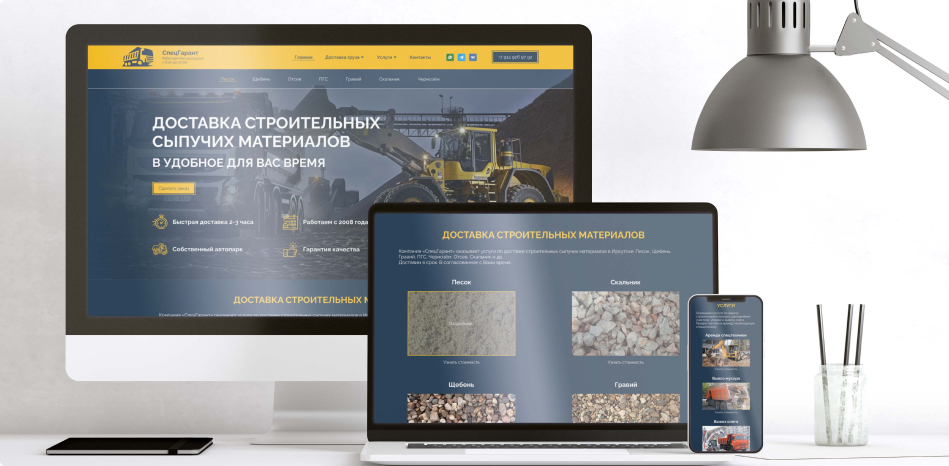 СпецГарант
Главная
Доставка груза
Услуги
Контакты
Песок
Щебень
Отсев
ПГС
Гравий
Скальник
Чернозём
ДОСТАВКА СТРОИТЕЛЬНЫХ
СЫПУЧИХ МАТЕРИАЛОВ
В УДОБНОЕ ДЛЯ ВАС ВРЕМЯ
Сделать заказ
Быстрая доставка 2-3 часа
Работаем с 2008 года
Собственный автопарк
Гарантия качества
ДОСТАВКА СТРОИТЕЛЬНЫХ М
ДОСТАВКА СТРОИТЕЛЬНЫХ МАТЕРИАЛОВ
Компания «СпецГарант» оказывает услуги по доставке строительных сыпучих материалов в Иркутске. Песок, Щебень,
Гравий, ПГС, Чернозём, Отсев, Скальник и др.
Доставим в срок. В согласованное с Вами время.
Песок
Скальник
Подробнее
Узнать стоимость
Узнать стоимость
Щебень
Гравий
УСЛУГИ
Аренда спецтехники
Вывоз мусора
Вывоз снега